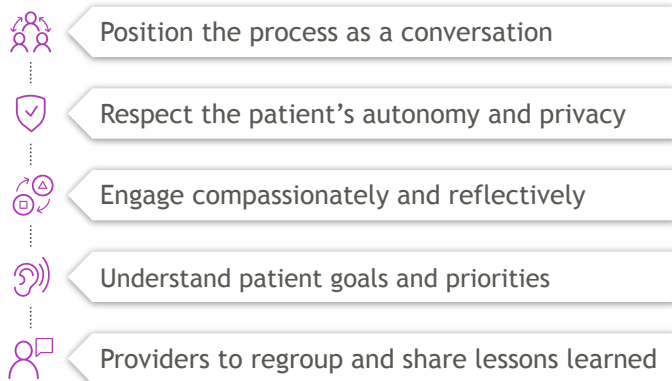 Position the process as a conversation
Respect the patient’s autonomy and privacy
Engage compassionately and reflectively
Understand patient goals and priorities
Providers to regroup and share lessons learned